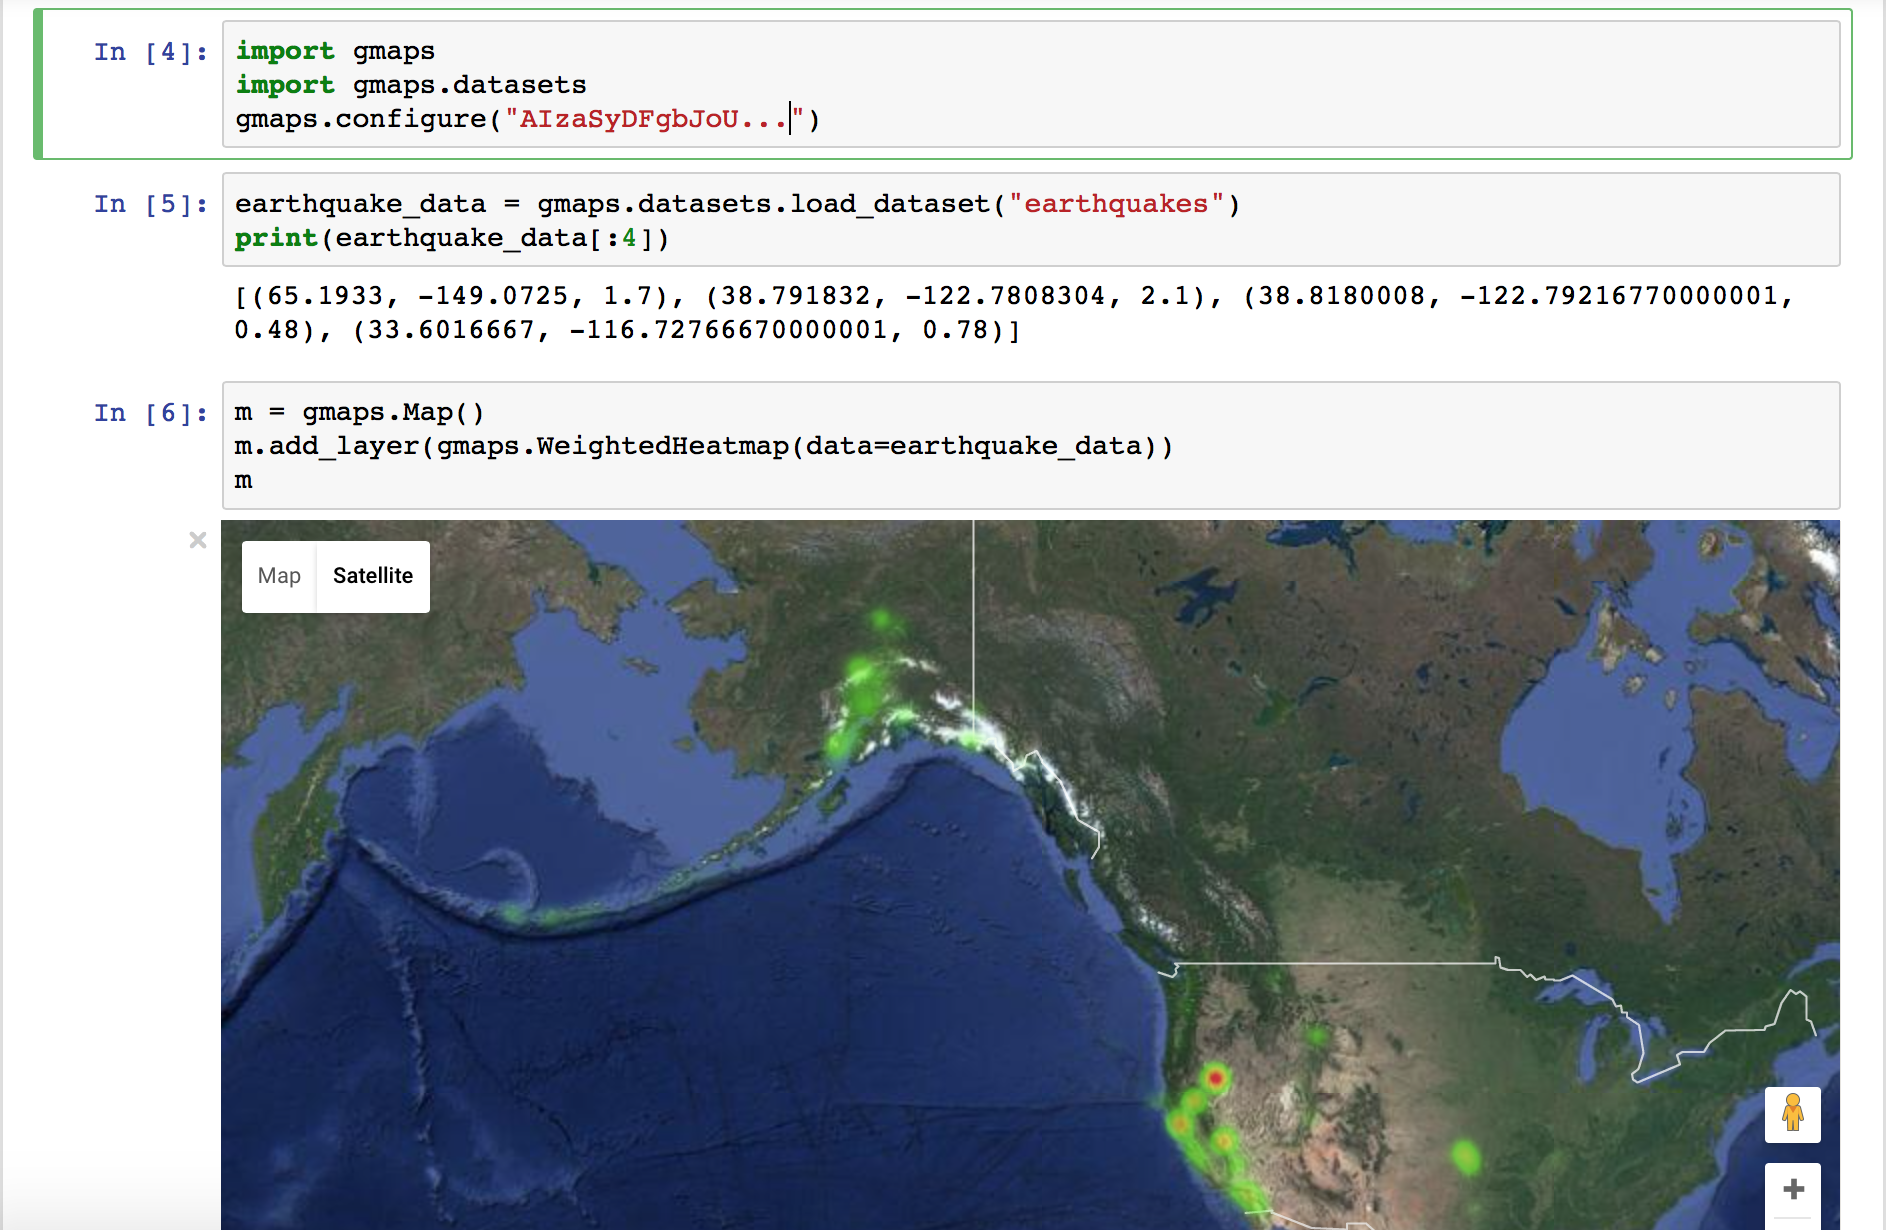 In [4]:
import gmaps
import gmaps.datasets
gmaps.configure("AIzaSyDFgbJoU...")
In [5]:
earthquake_data = gmaps.datasets.load_dataset("earthquakes")
print(earthquake_data[:4])
[(65.1933, -149.0725, 1.7), (38.791832, -122.7808304, 2.1), (38.8180008, -122.79216770000001,
0.48), (33.6016667, -116.72766670000001, 0.78)]
In [6]:
m = gmaps.Map()
m.add_layer(gmaps.WeightedHeatmap(data=earthquake_data))
m
Map Satellite